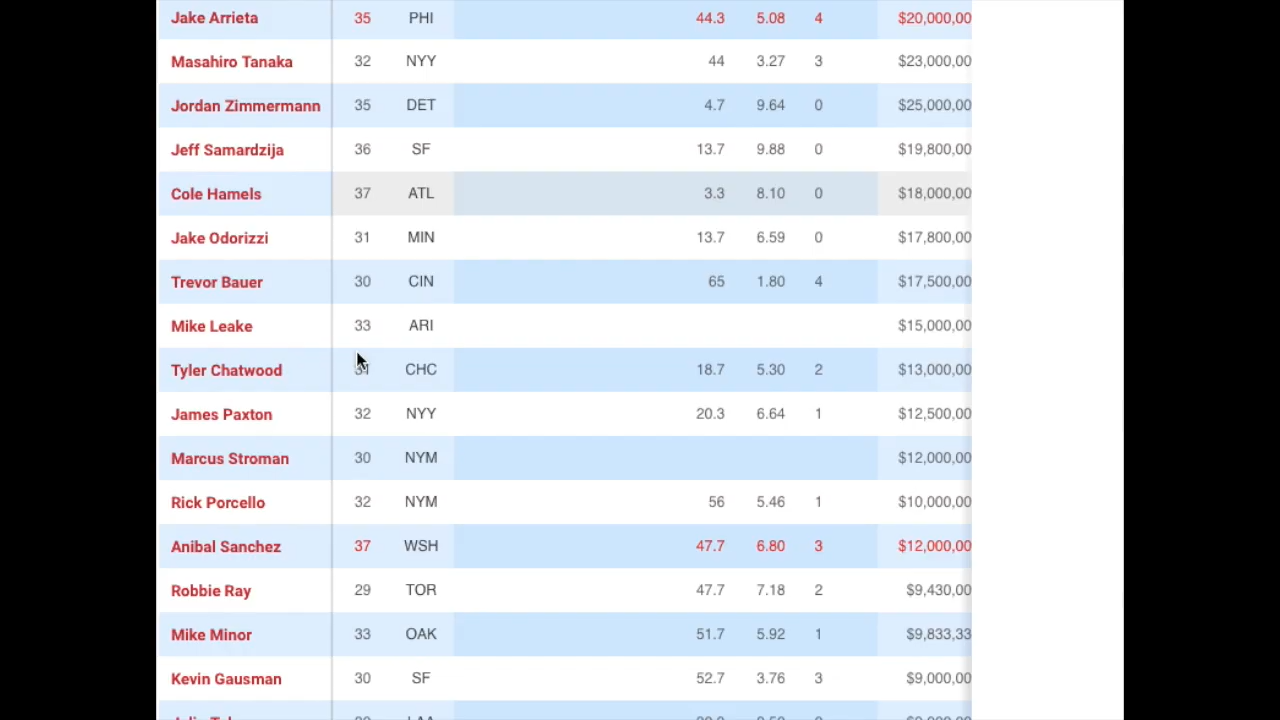 Jake Arrieta 35 PHI 44.3 5.08 4 $20,000,00
Masahiro Tanaka 32 NYY 44 3.27 3 $23,000,00
Jordan Zimmermann 35 DET 4.7 9.64 0 $25,000,00
Jeff Samardzija 36 SF 13.7 9.88 0 $19,800,00
Cole Hamels 37 ATL 3.3 8.10 0 $18,000,00
Jake Odorizzi 31 MIN 13.7 6.59 0 $17,800,00
Trevor Bauer 30 CIN 65 1.80 4 $17,500,00
Mike Leake 33 ARI $15,000,00
Tyler Chatwood 31 CHC 18.7 5.30 2 $13,000,00
James Paxton 32 NYY 20.3 6.64 1 $12,500,00
Marcus Stroman 30 NYM $12,000,00
Rick Porcello 32 NYM 56 5.46 1 $10,000,00
Anibal Sanchez 37 WSH 47.7 6.80 3 $12,000,00
Robbie Ray 29 TOR 47.7 7.18 2 $9,430,00
Mike Minor 33 OAK 51.7 5.92 1 $9,833,33
Kevin Gausman 30 SF 52.7 3.76 3 $9,000,00